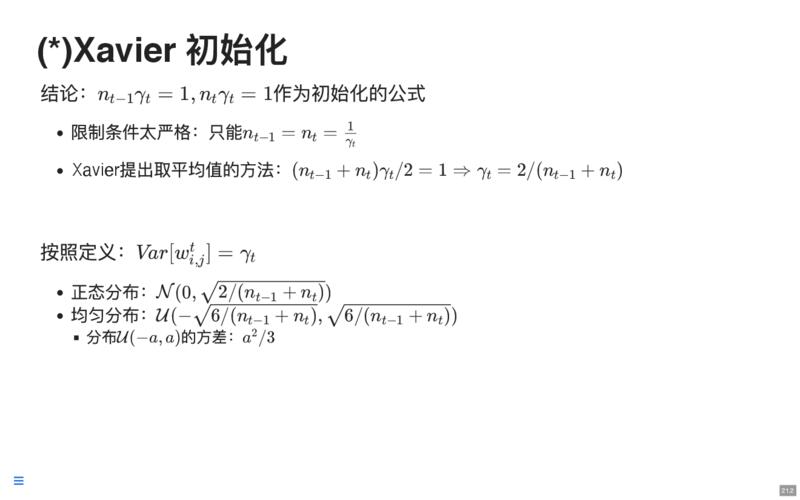 (*)Xavier 初始化
结论：$n_{t-1}\gamma_t = 1, n_t\gamma_t = 1$作为初始化的公式
• 限制条件太严格：只能$n_{t-1} = n_t = \frac{1}{\gamma_t}$
• Xavier提出取平均值的方法：$(n_{t-1} + n_t)\gamma_t/2 = 1 \Rightarrow \gamma_t = 2/(n_{t-1} + n_t)$
按照定义：$Var[w_{i,j}^t] = \gamma_t$
• 正态分布：$\mathcal{N}(0, \sqrt{2/(n_{t-1} + n_t)})$
• 均匀分布：$\mathcal{U}(-\sqrt{6/(n_{t-1} + n_t)}, \sqrt{6/(n_{t-1} + n_t)})$
▪ 分布$\mathcal{U}(-a, a)$的方差：$a^2/3$
21.2